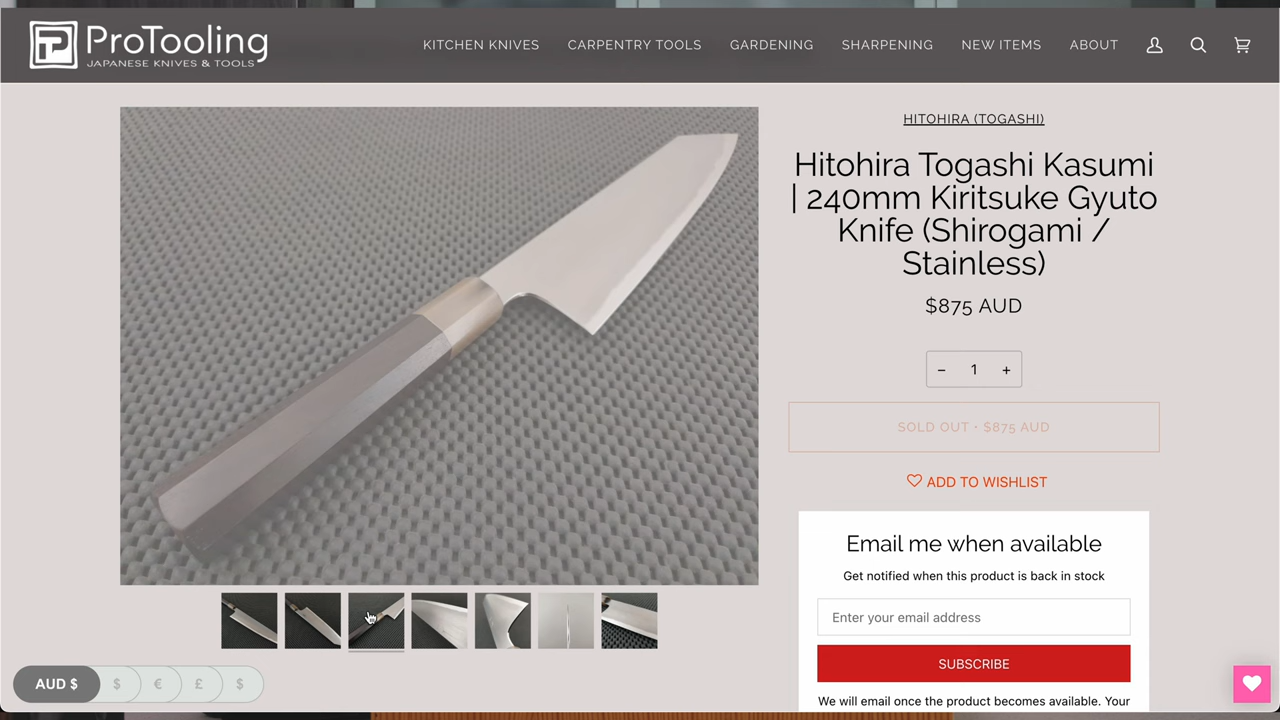 ProTooling
JAPANESE KNIVES & TOOLS
KITCHEN KNIVES
CARPENTRY TOOLS
GARDENING
SHARPENING
NEW ITEMS
ABOUT
HITOHIRA (TOGASHI)
Hitohira Togashi Kasumi
| 240mm Kiritsuke Gyuto
Knife (Shirogami /
Stainless)
$875 AUD
− 1 +
SOLD OUT • $875 AUD
ADD TO WISHLIST
Email me when available
Get notified when this product is back in stock
Enter your email address
SUBSCRIBE
We will email once the product becomes available. Your
AUD $ $ € £ $